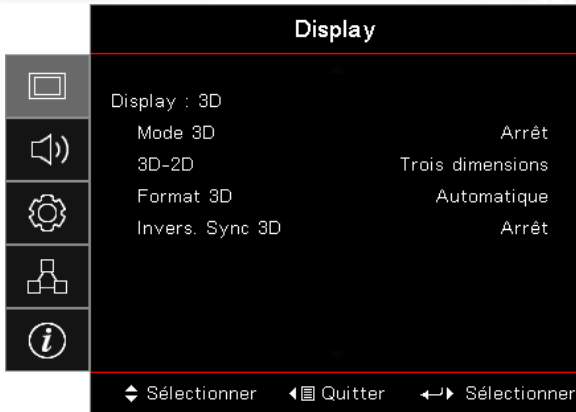 Display
Display : 3D
Mode 3D Arrêt
3D-2D Trois dimensions
Format 3D Automatique
Invers. Sync 3D Arrêt
Sélectionner Quitter Sélectionner